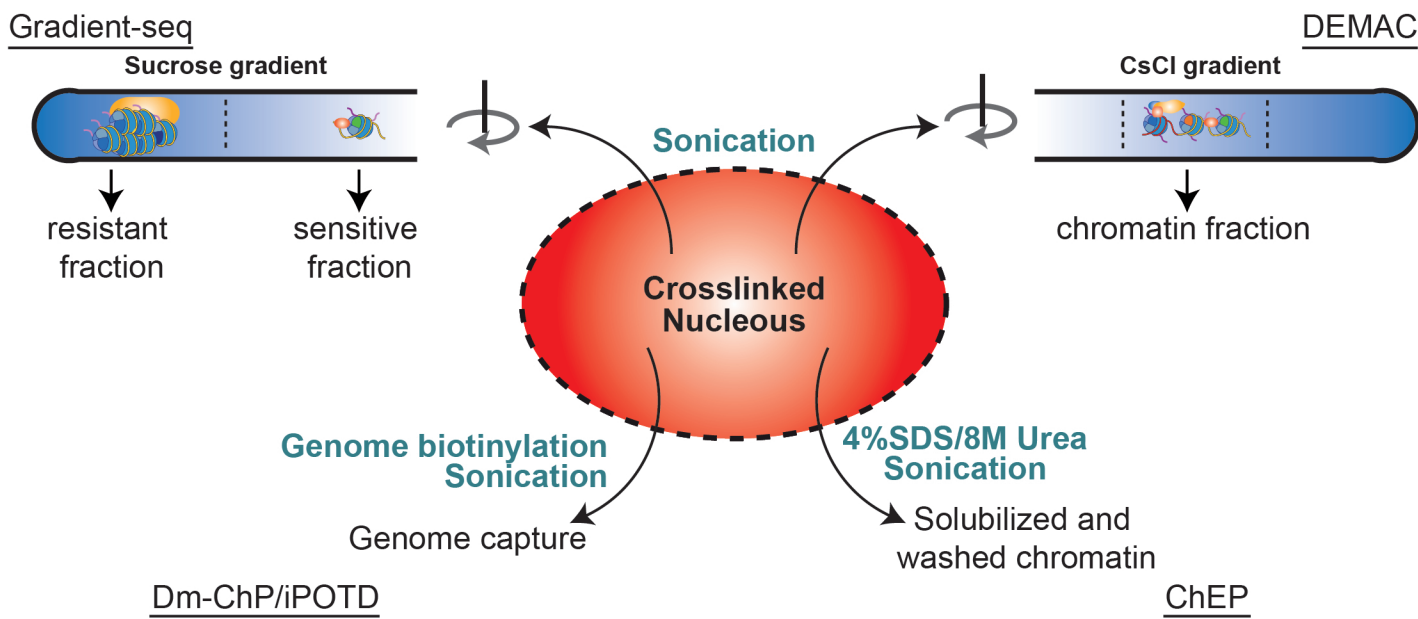 Gradient-seq
Sucrose gradient
resistant
fraction
sensitive
fraction
DEMAC
CsCl gradient
chromatin fraction
Sonication
Crosslinked
Nucleous
Genome biotinylation
Sonication
Genome capture
Dm-ChP/iPOTD
4%SDS/8M Urea
Sonication
Solubilized and
washed chromatin
ChEP